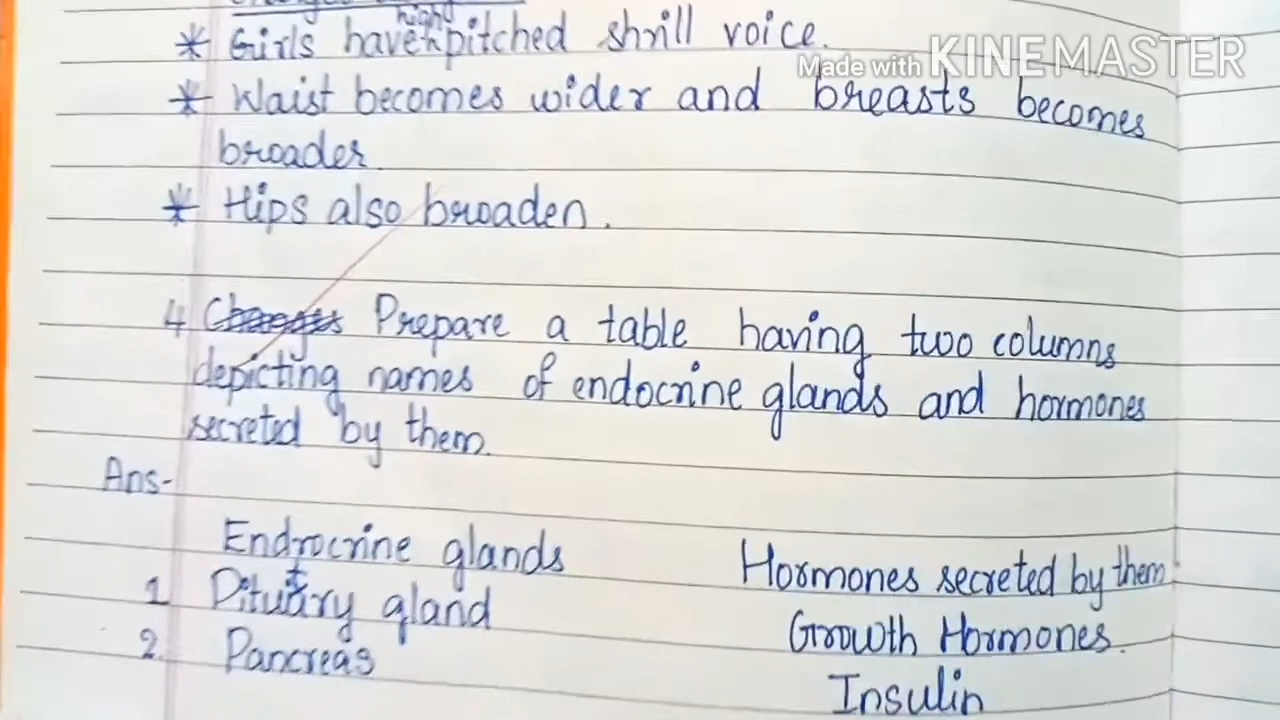 * Girls have high pitched shrill voice.
Made with KINEMASTER
* Waist becomes wider and breasts becomes
broader
* Hips also broaden.
4 Prepare a table having two columns
depicting names of endocrine glands and hormones
secreted by them.
Ans-
Endrocrine glands Hormones secreted by them
1. Pituatary gland Growth Hormones.
2. Pancreas Insulin